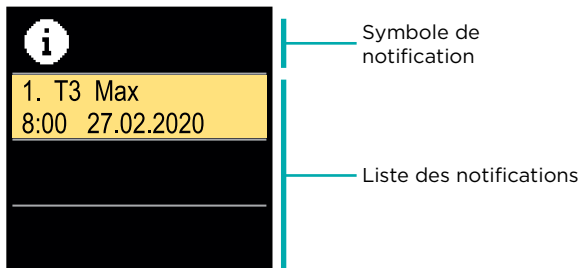 i
Symbole de
notification
1. T3 Max
8:00 27.02.2020
Liste des notifications